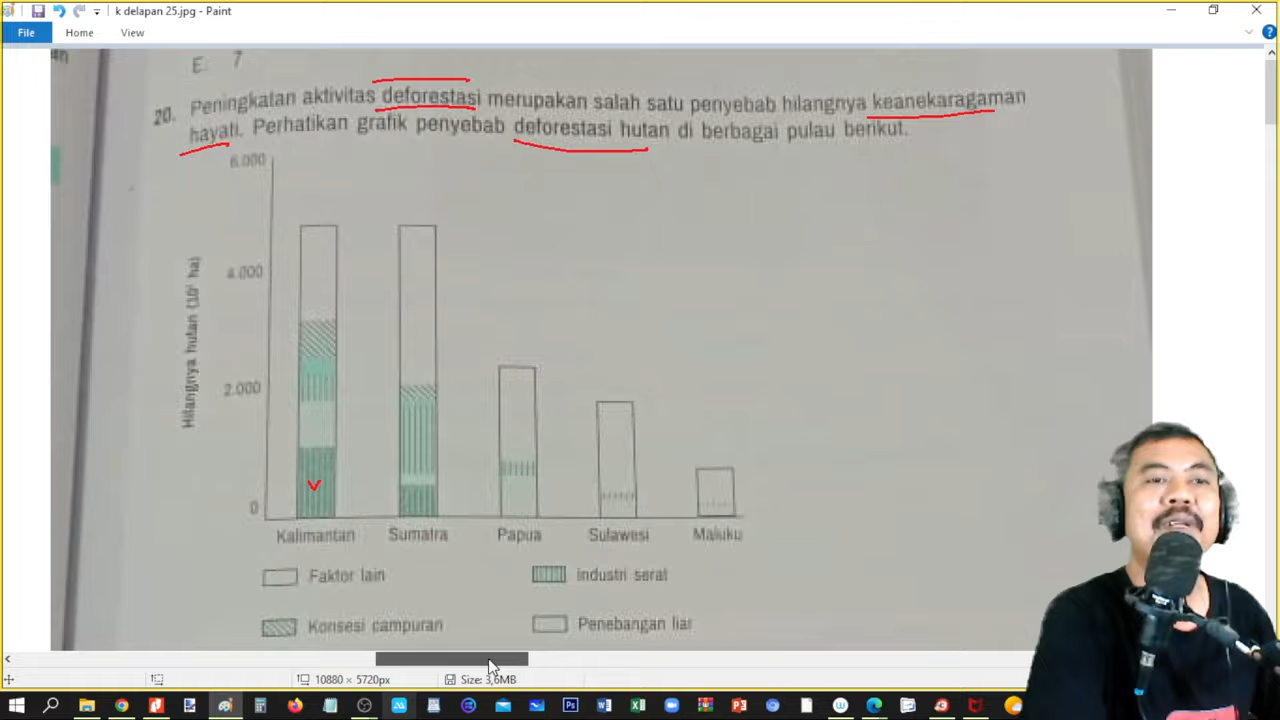 k delapan 25.jpg - Paint
File Home View
E. 7
20. Peningkatan aktivitas deforestasi merupakan salah satu penyebab hilangnya keanekaragaman
hayati. Perhatikan grafik penyebab deforestasi hutan di berbagai pulau berikut.
6.000
4.000
2.000
0
Hilangnya hutan (10³ ha)
Kalimantan Sumatra Papua Sulawesi Maluku
Faktor lain Industri serat
Konsesi campuran Penebangan liar
10880 × 5720px Size: 3,6MB